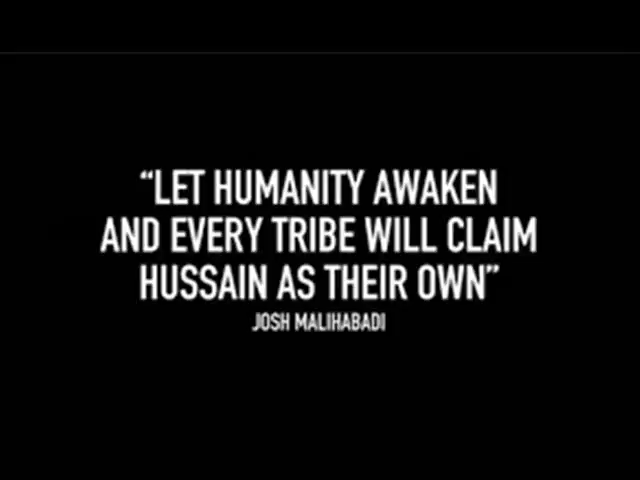 “LET HUMANITY AWAKEN
AND EVERY TRIBE WILL CLAIM
HUSSAIN AS THEIR OWN”
JOSH MALIHABADI